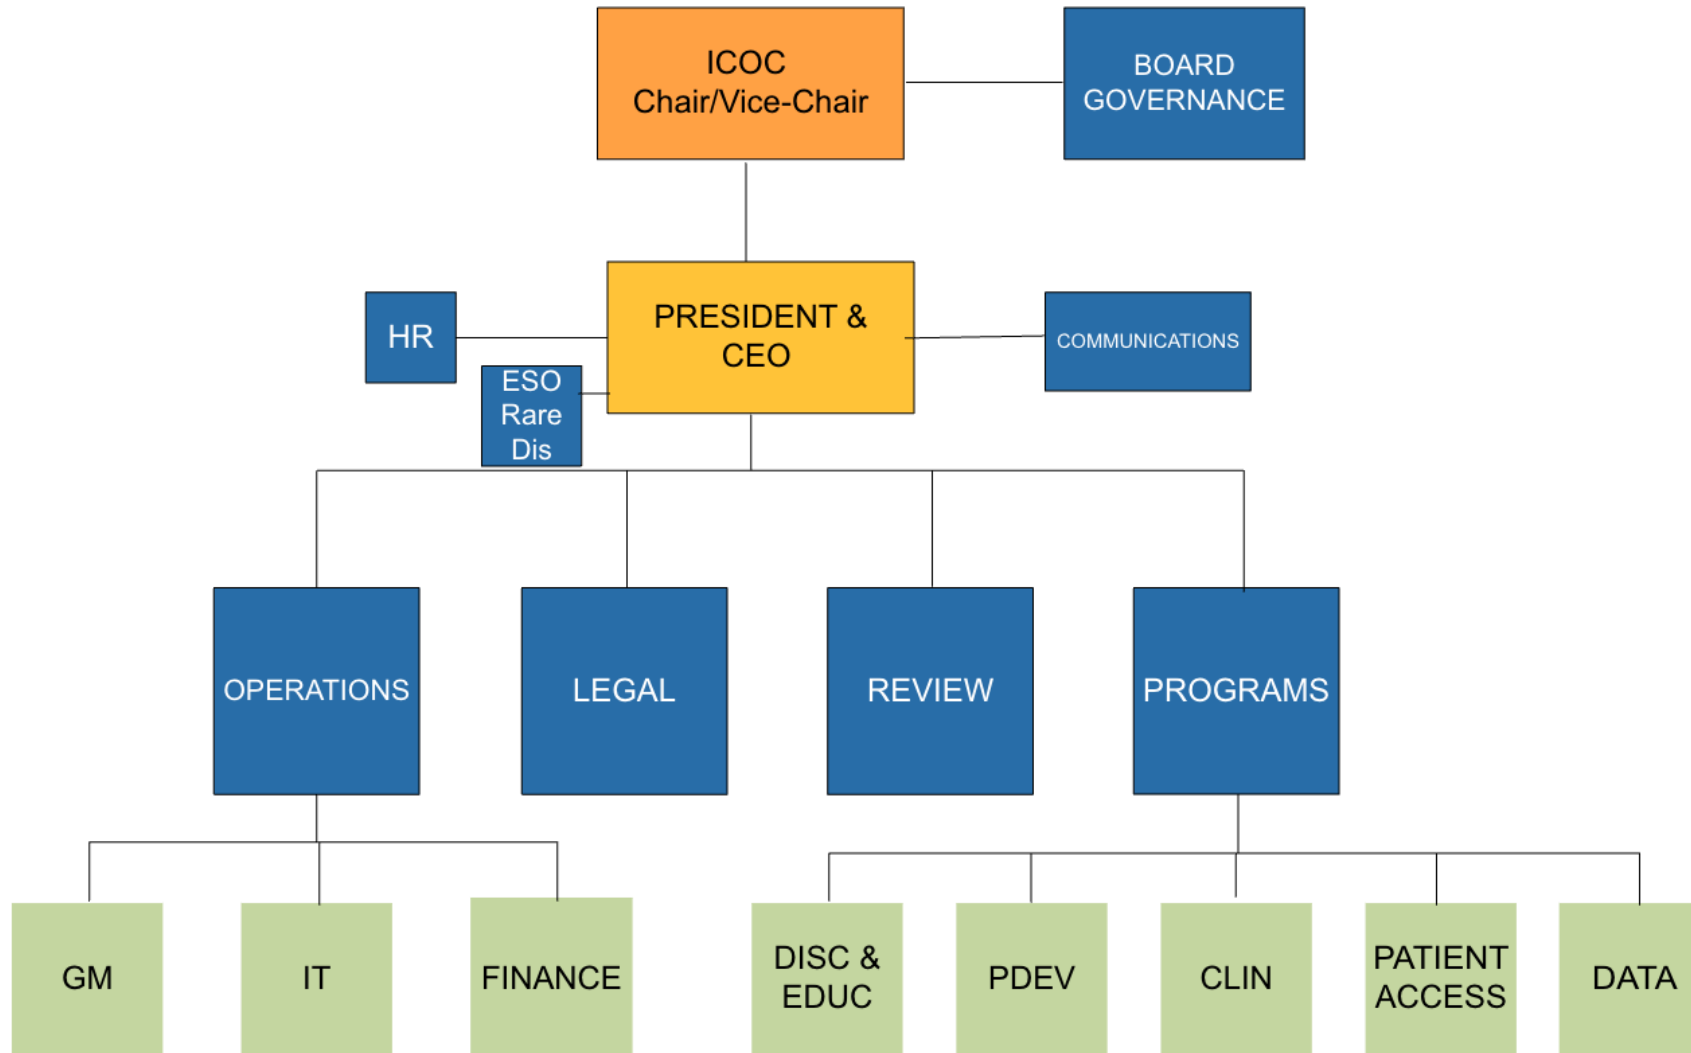 ICOC
Chair/Vice-Chair
BOARD
GOVERNANCE
HR
PRESIDENT &
CEO
COMMUNICATIONS
ESO
Rare
Dis
OPERATIONS
LEGAL
REVIEW
PROGRAMS
GM
IT
FINANCE
DISC &
EDUC
PDEV
CLIN
PATIENT
ACCESS
DATA